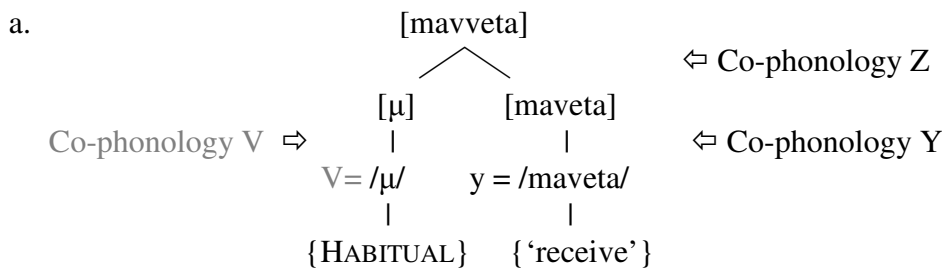 a. [mavveta]
⇦ Co-phonology Z
[μ] [maveta]
Co-phonology V ⇨ ⇦ Co-phonology Y
V= /μ/ y = /maveta/
{HABITUAL} {‘receive’}